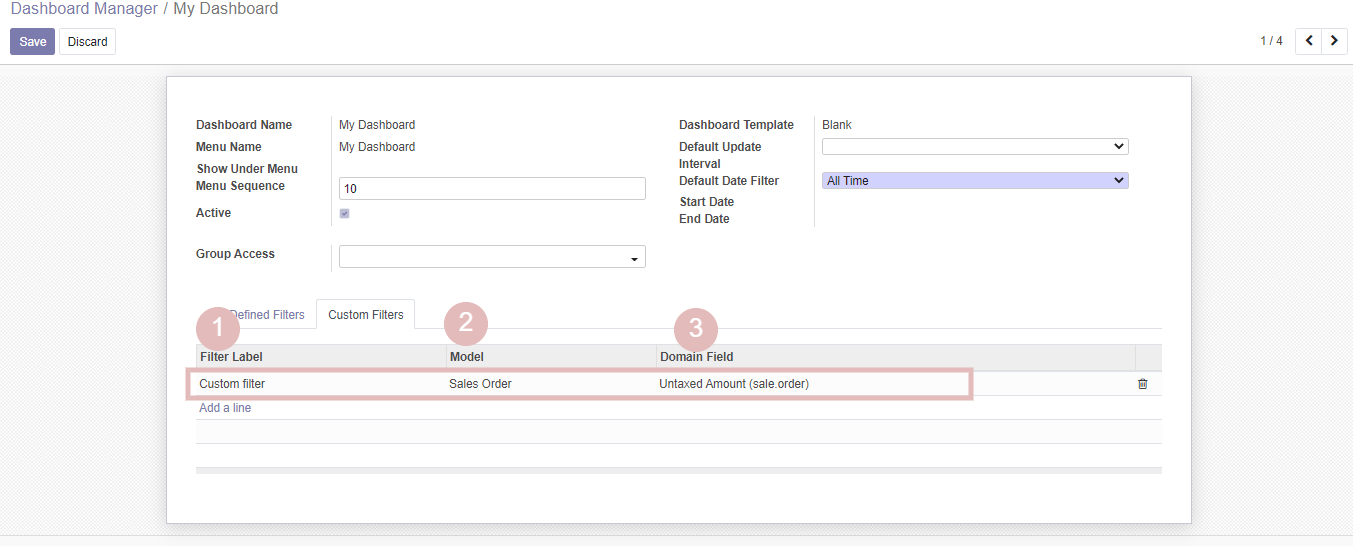 Dashboard Manager / My Dashboard
Save Discard 1 / 4
Dashboard Name My Dashboard
Menu Name My Dashboard
Show Under Menu
Menu Sequence 10
Active
Group Access
Dashboard Template Blank
Default Update
Interval
Default Date Filter All Time
Start Date
End Date
1 Defined Filters Custom Filters 2 3
Filter Label Model Domain Field
Custom filter Sales Order Untaxed Amount (sale.order)
Add a line